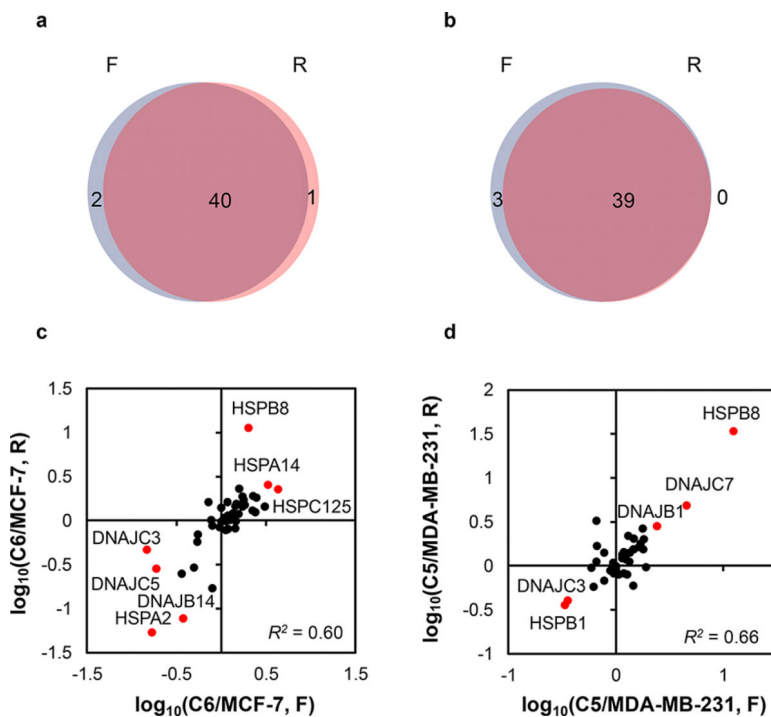 a
b
F
R
F
R
2
40
1
3
39
0
c
d
1.5
1
0.5
0
-0.5
-1
-1.5
-1.5
-0.5
0.5
1.5
HSPB8
HSPA14
HSPC125
DNAJC3
DNAJC5
DNAJB14
HSPA2
R² = 0.60
log₁₀(C6/MCF-7, R)
log₁₀(C6/MCF-7, F)
2
1.5
1
0.5
0
-0.5
-1
-1
0
1
HSPB8
DNAJC7
DNAJB1
DNAJC3
HSPB1
R² = 0.66
log₁₀(C5/MDA-MB-231, R)
log₁₀(C5/MDA-MB-231, F)